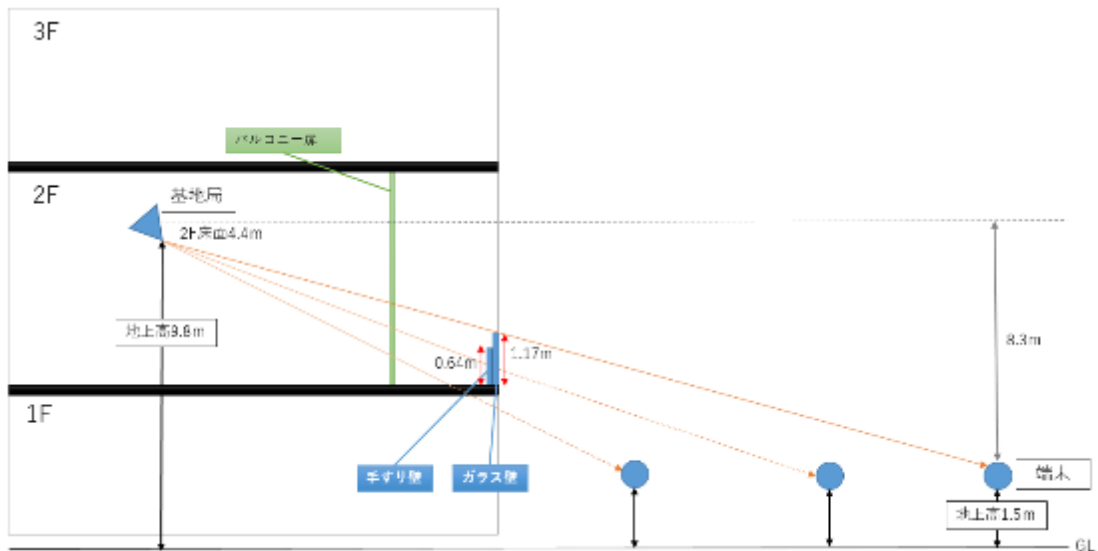 3F
バルコニー扉
2F
基地局
2F床面4.4m
地上高9.8m
8.3m
0.64m
1.17m
1F
手すり壁
ガラス壁
端末
地上高1.5m
GL